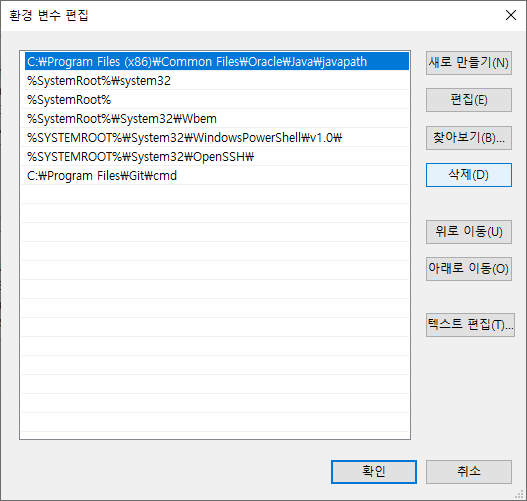 환경 변수 편집
C:₩Program Files (x86)₩Common Files₩Oracle₩Java₩javapath
%SystemRoot%₩system32
%SystemRoot%
%SystemRoot%₩System32₩Wbem
%SYSTEMROOT%₩System32₩WindowsPowerShell₩v1.0₩
%SYSTEMROOT%₩System32₩OpenSSH₩
C:₩Program Files₩Git₩cmd
새로 만들기(N)
편집(E)
찾아보기(B)...
삭제(D)
위로 이동(U)
아래로 이동(O)
텍스트 편집(T)...
확인
취소